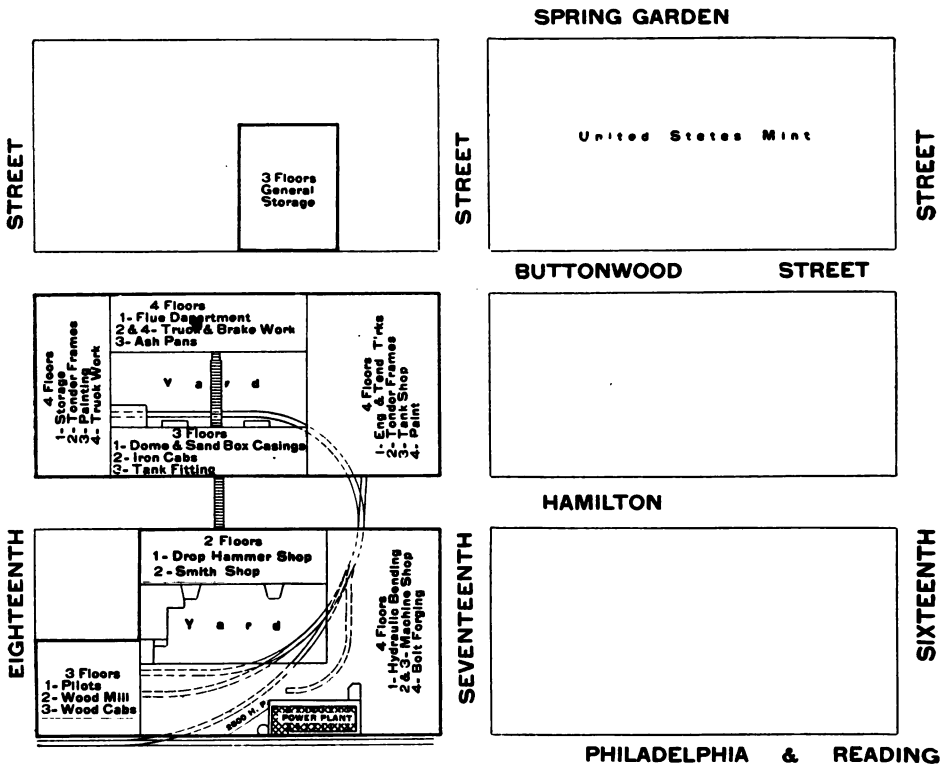 SPRING GARDEN
STREET
STREET
STREET
3 Floors
General
Storage
United States Mint
BUTTONWOOD STREET
4 Floors
1- Storage
2- Tonder Frames
3- Painting
4- Truck Work
4 Floors
1- Flue Department
2 & 4- Truck & Brake Work
3- Ash Pans
Yard
3 Floors
1- Dome & Sand Box Casings
2- Iron Cabs
3- Tank Fitting
4 Floors
1- Eng & Tend T'rks
2- Tonder Frames
3- Tank Shop
4- Paint
HAMILTON
EIGHTEENTH
SEVENTEENTH
SIXTEENTH
2 Floors
1- Drop Hammer Shop
2- Smith Shop
Yard
4 Floors
1- Hydraulic Bending
2 & 3- Machine Shop
4- Bolt Forging
3 Floors
1- Pilots
2- Wood Mill
3- Wood Cabs
H. P.
POWER PLANT
PHILADELPHIA & READING